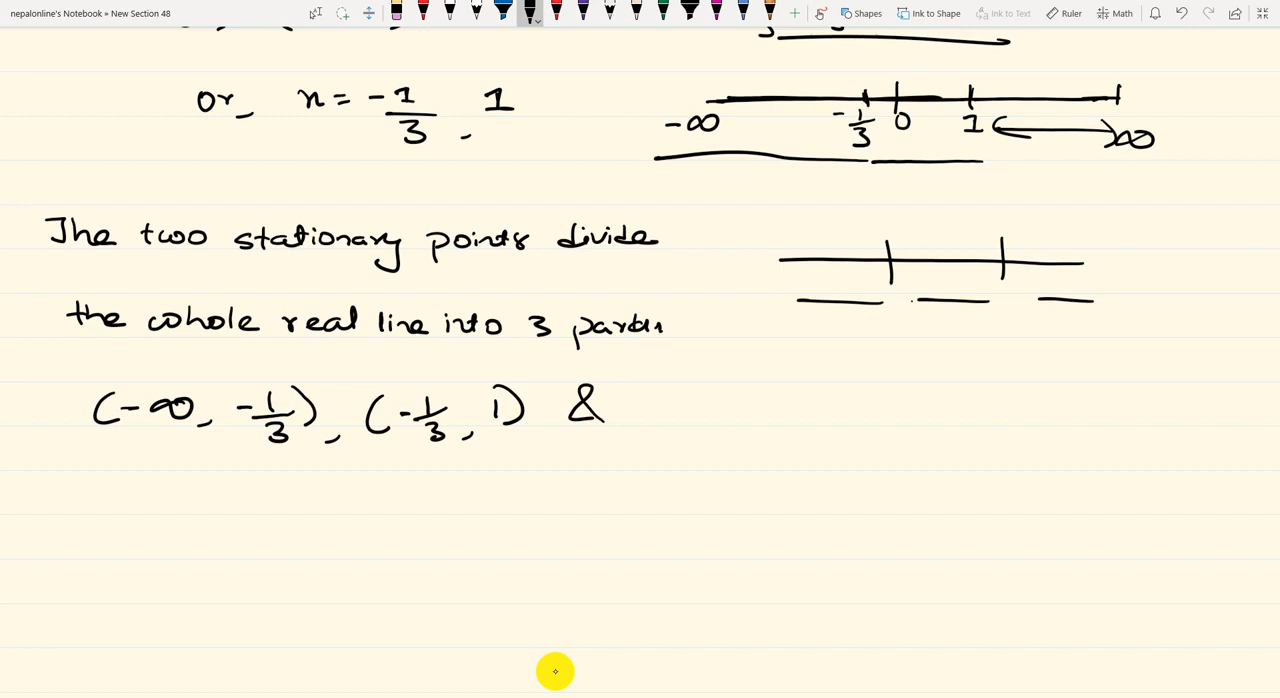 nepalonline's Notebook » New Section 48
Shapes Ink to Shape Ink to Text Ruler Math
or, x = -1/3, 1
-∞ -1/3 0 1 ∞
The two stationary points divide
the whole real line into 3 parts
(-∞, -1/3), (-1/3, 1) &